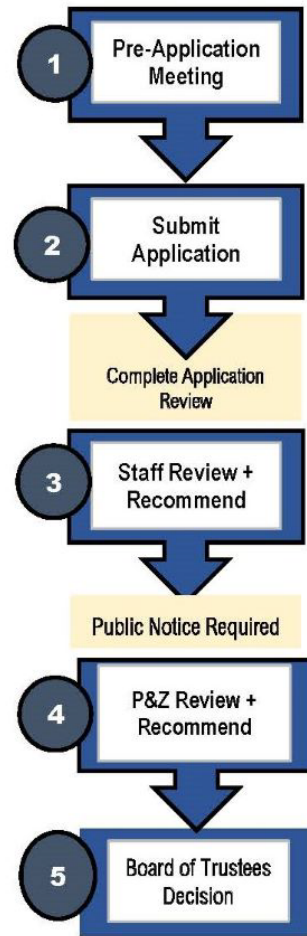 1
Pre-Application
Meeting
2
Submit
Application
Complete Application
Review
3
Staff Review +
Recommend
Public Notice Required
4
P&Z Review +
Recommend
5
Board of Trustees
Decision